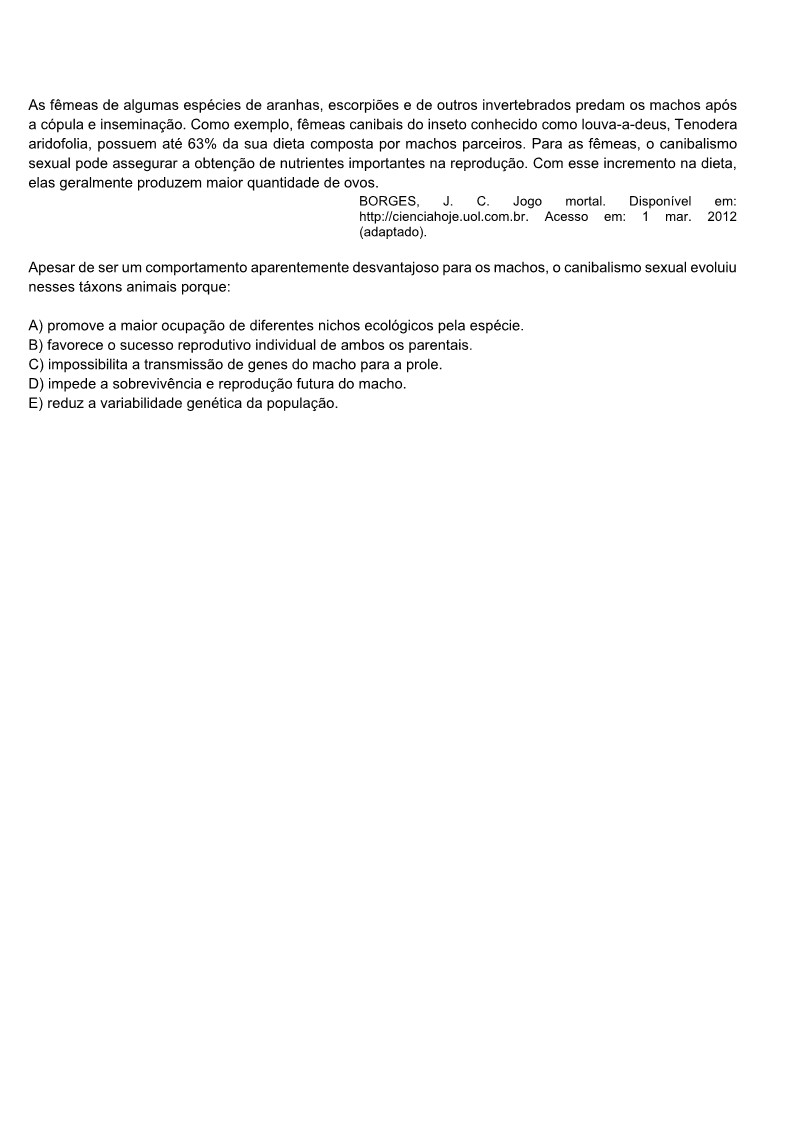 As fêmeas de algumas espécies de aranhas, escorpiões e de outros invertebrados predam os machos após
a cópula e inseminação. Como exemplo, fêmeas canibais do inseto conhecido como louva-a-deus, Tenodera
aridofolia, possuem até 63% da sua dieta composta por machos parceiros. Para as fêmeas, o canibalismo
sexual pode assegurar a obtenção de nutrientes importantes na reprodução. Com esse incremento na dieta,
elas geralmente produzem maior quantidade de ovos.
BORGES, J. C. Jogo mortal. Disponível em:
http://cienciahoje.uol.com.br. Acesso em: 1 mar. 2012
(adaptado).
Apesar de ser um comportamento aparentemente desvantajoso para os machos, o canibalismo sexual evoluiu
nesses táxons animais porque:
A) promove a maior ocupação de diferentes nichos ecológicos pela espécie.
B) favorece o sucesso reprodutivo individual de ambos os parentais.
C) impossibilita a transmissão de genes do macho para a prole.
D) impede a sobrevivência e reprodução futura do macho.
E) reduz a variabilidade genética da população.